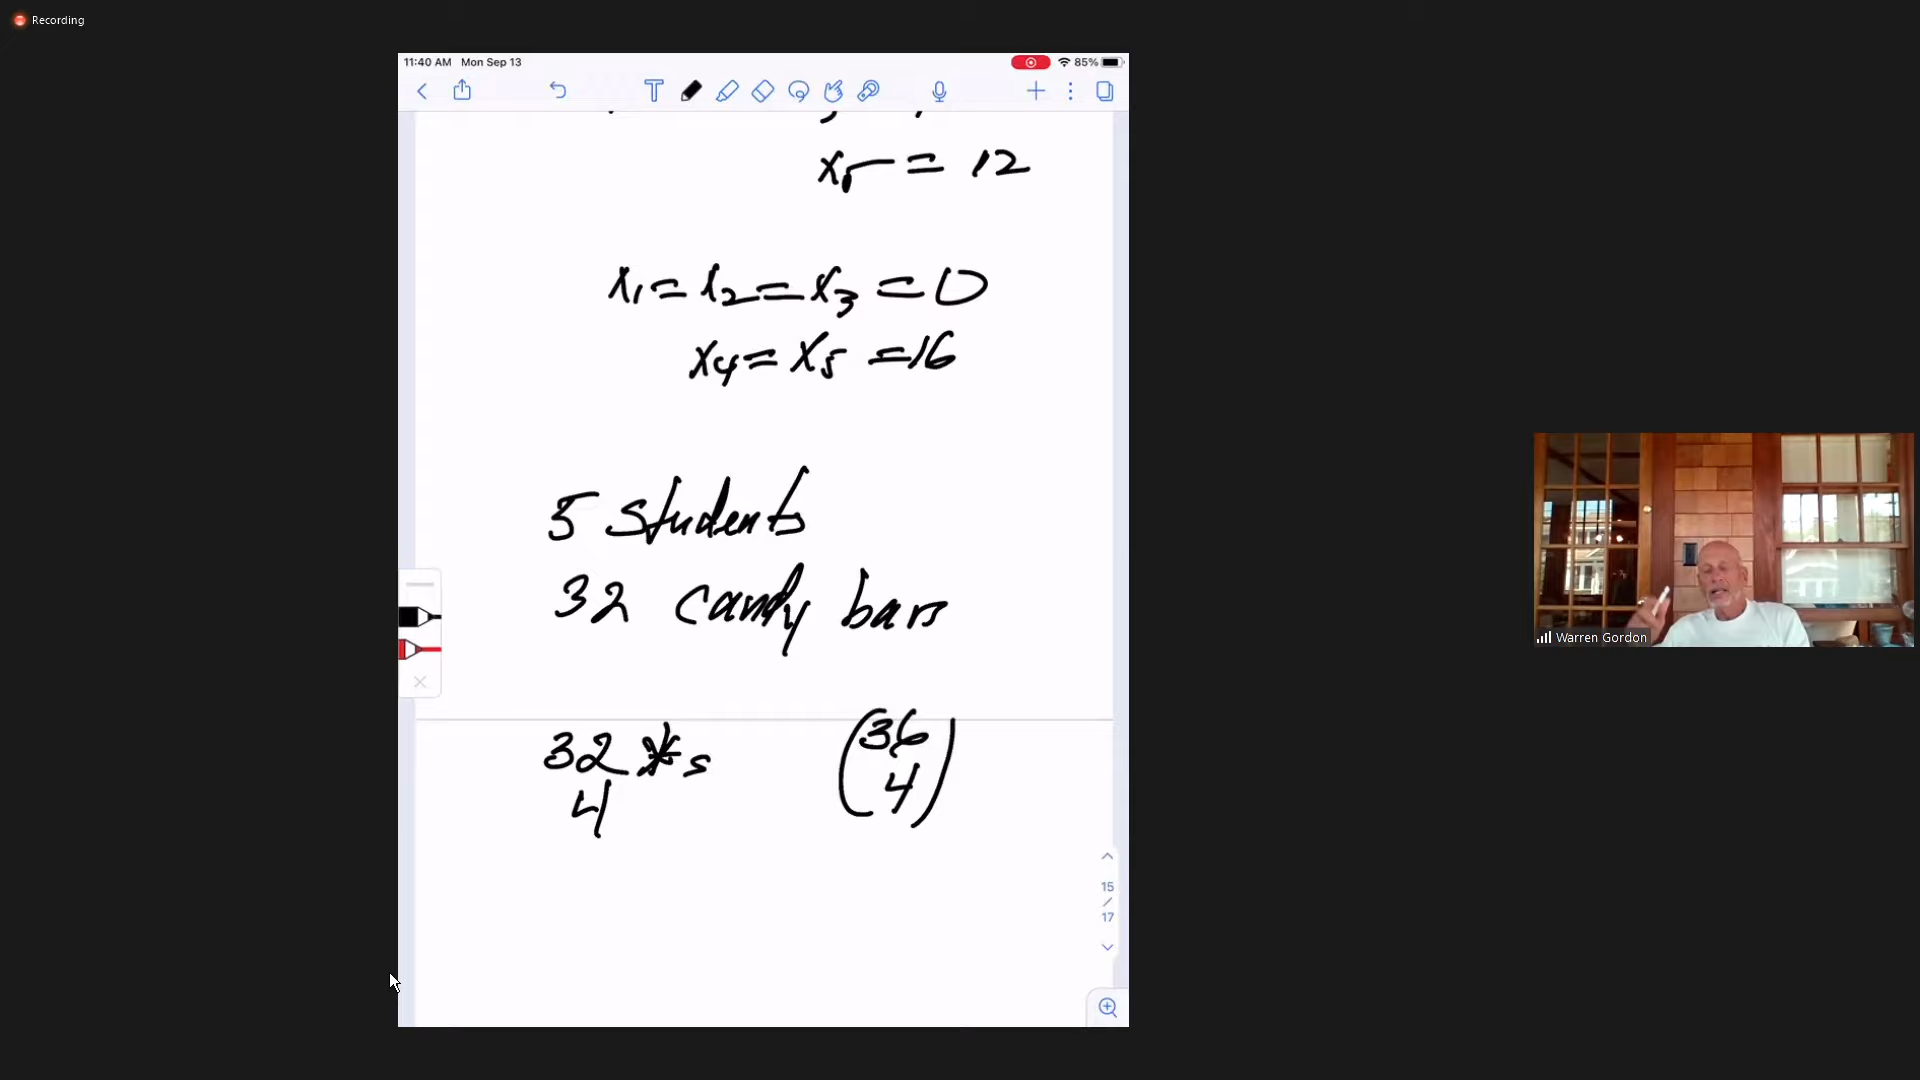 Recording
11:40 AM Mon Sep 13
85%
x5 = 12
x1 = x2 = x3 = 0
x4 = x5 = 16
5 students
32 candy bars
32 *s
4
(36
4)
15
/
17
Warren Gordon